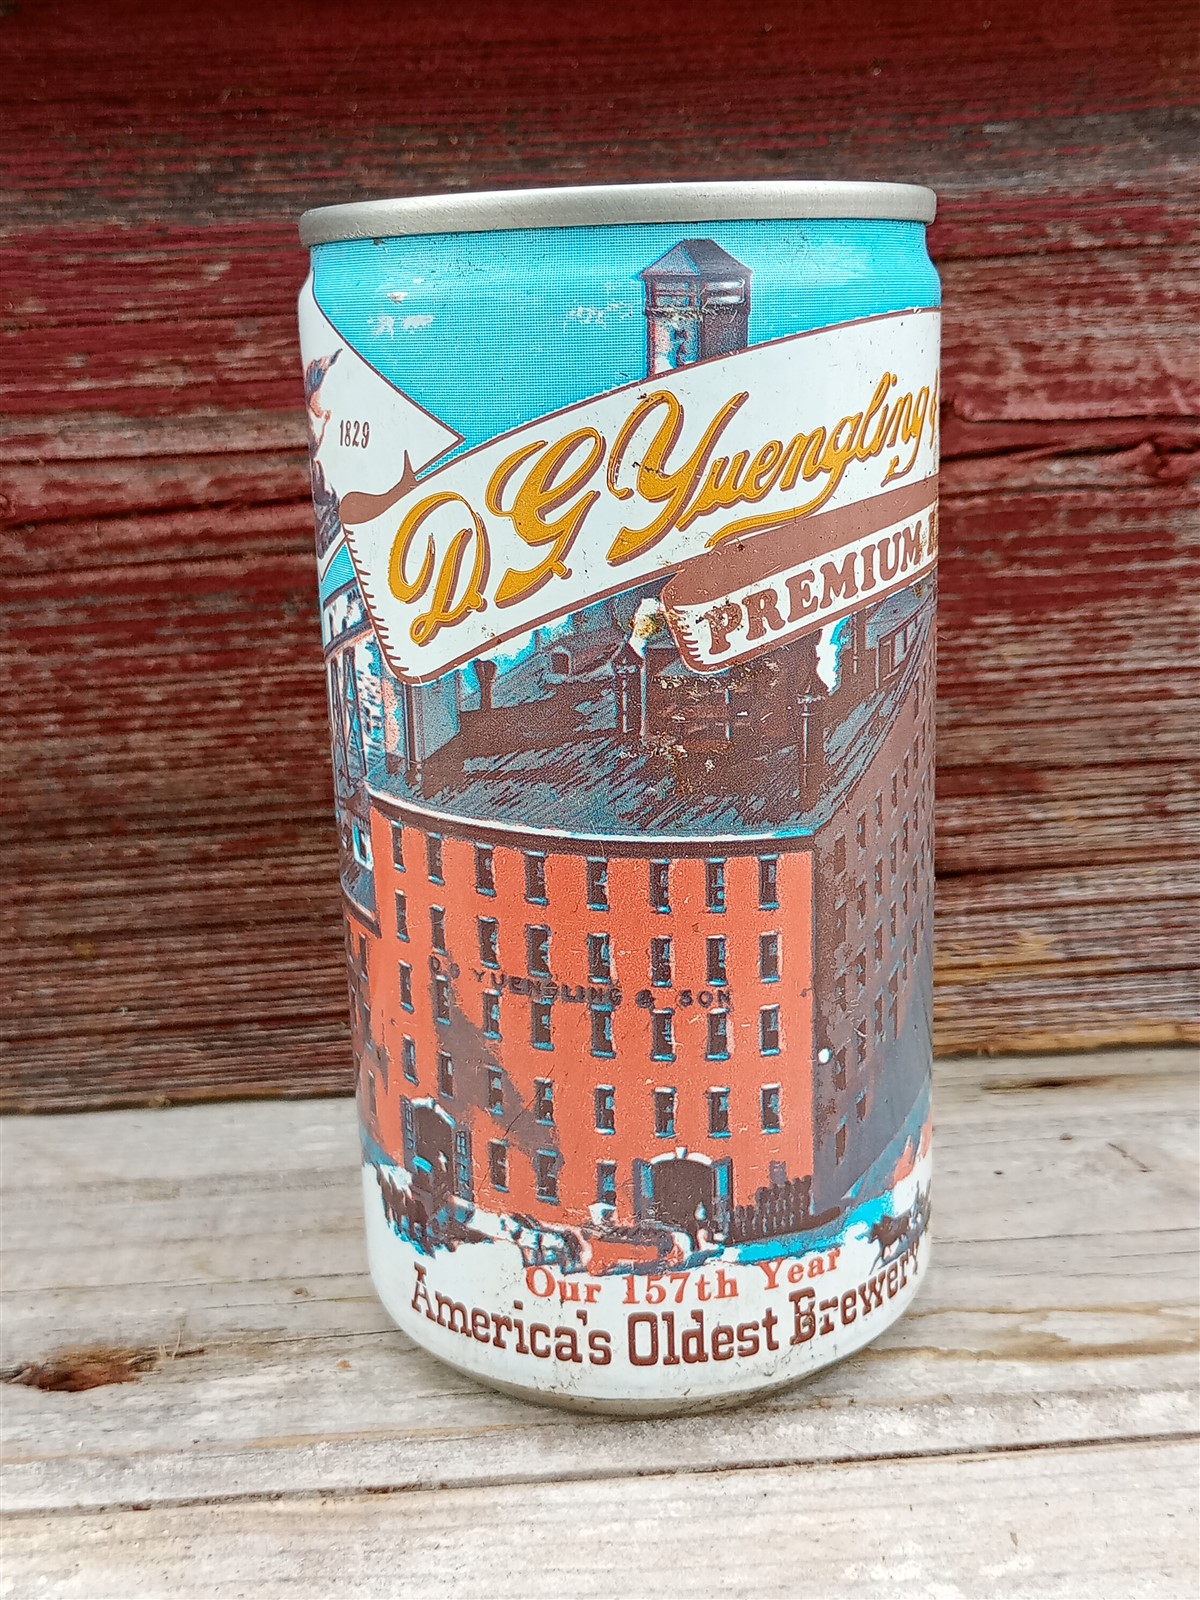 1829
D. G. Yuengling &
PREMIUM
D. G. YUENGLING & SON
Our 157th Year
America's Oldest Brewery